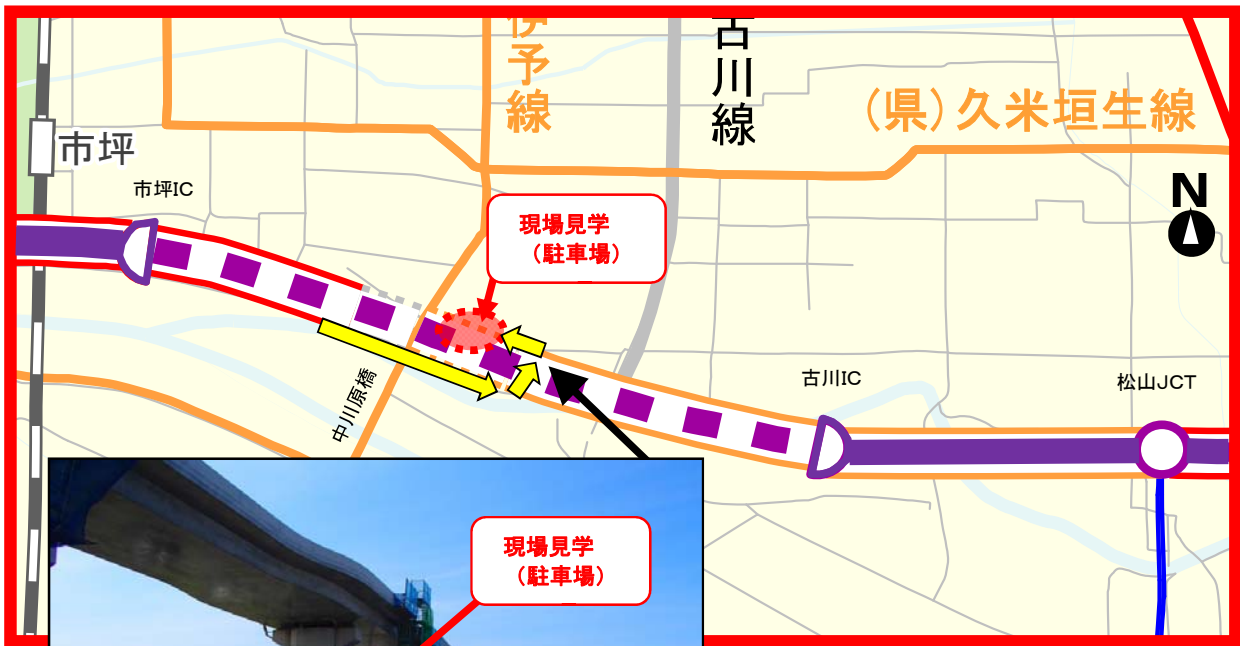 伊予線
古川線
(県)久米垣生線
市坪
市坪IC
N
現場見学
(駐車場)
中川原橋
古川IC
松山JCT
現場見学
(駐車場)